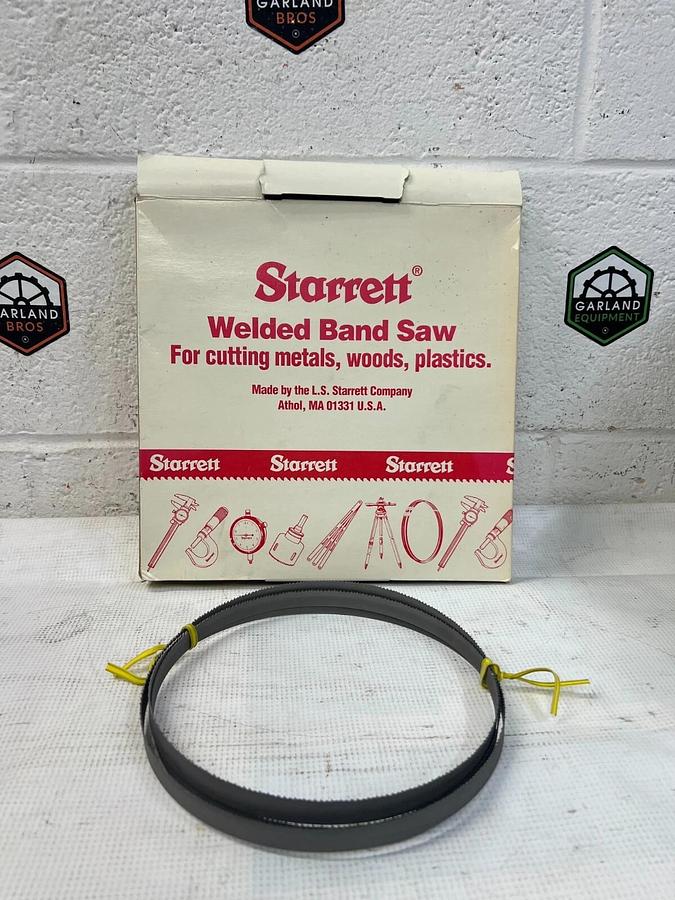 GARLAND
BROS
Starrett®
Welded Band Saw
For cutting metals, woods, plastics.
Made by the L.S. Starrett Company
Athol, MA 01331 U.S.A.
ARLAND
BROS
GARLAND
EQUIPMENT
Starrett Starrett Starrett S